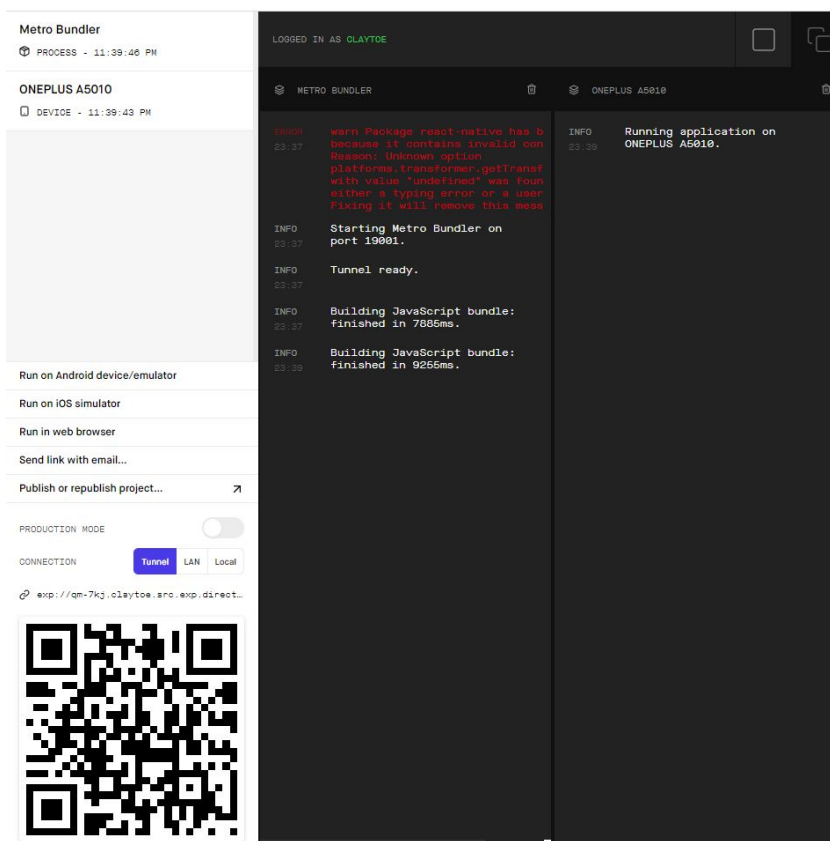 Metro Bundler
PROCESS - 11:39:46 PM
ONEPLUS A5010
DEVICE - 11:39:43 PM
Run on Android device/emulator
Run on iOS simulator
Run in web browser
Send link with email...
Publish or republish project...
PRODUCTION MODE
CONNECTION
Tunnel
LAN
Local
exp://qm-7kj.claytoe.src.exp.direct…
LOGGED IN AS CLAYTOE
METRO BUNDLER
ERROR
23:37
warn Package react-native has b
because it contains invalid con
Reason: Unknown option
platforms.transformer.getTransf
with value "undefined" was foun
either a typing error or a user
Fixing it will remove this mess
INFO
23:37
Starting Metro Bundler on
port 19001.
INFO
23:37
Tunnel ready.
INFO
23:37
Building JavaScript bundle:
finished in 7885ms.
INFO
23:39
Building JavaScript bundle:
finished in 9255ms.
ONEPLUS A5010
INFO
23:39
Running application on
ONEPLUS A5010.